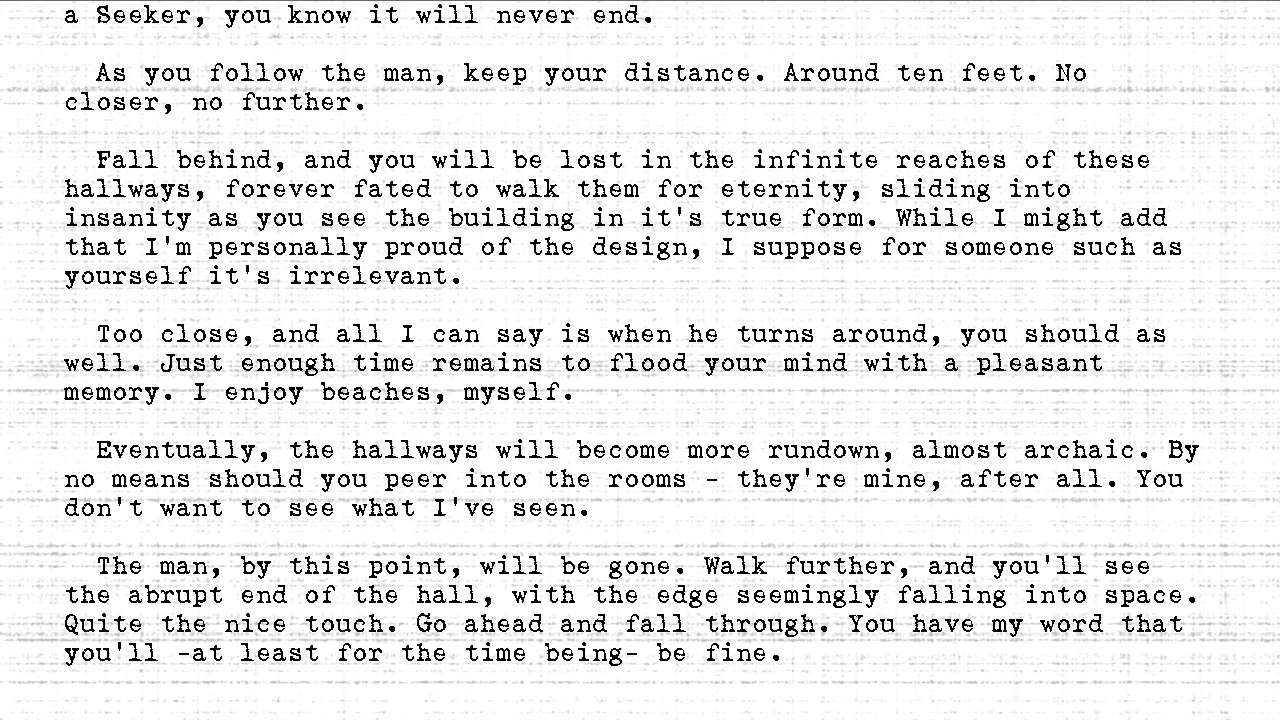 a Seeker, you know it will never end.
As you follow the man, keep your distance. Around ten feet. No
closer, no further.
Fall behind, and you will be lost in the infinite reaches of these
hallways, forever fated to walk them for eternity, sliding into
insanity as you see the building in it's true form. While I might add
that I'm personally proud of the design, I suppose for someone such as
yourself it's irrelevant.
Too close, and all I can say is when he turns around, you should as
well. Just enough time remains to flood your mind with a pleasant
memory. I enjoy beaches, myself.
Eventually, the hallways will become more rundown, almost archaic. By
no means should you peer into the rooms - they're mine, after all. You
don't want to see what I've seen.
The man, by this point, will be gone. Walk further, and you'll see
the abrupt end of the hall, with the edge seemingly falling into space.
Quite the nice touch. Go ahead and fall through. You have my word that
you'll -at least for the time being- be fine.